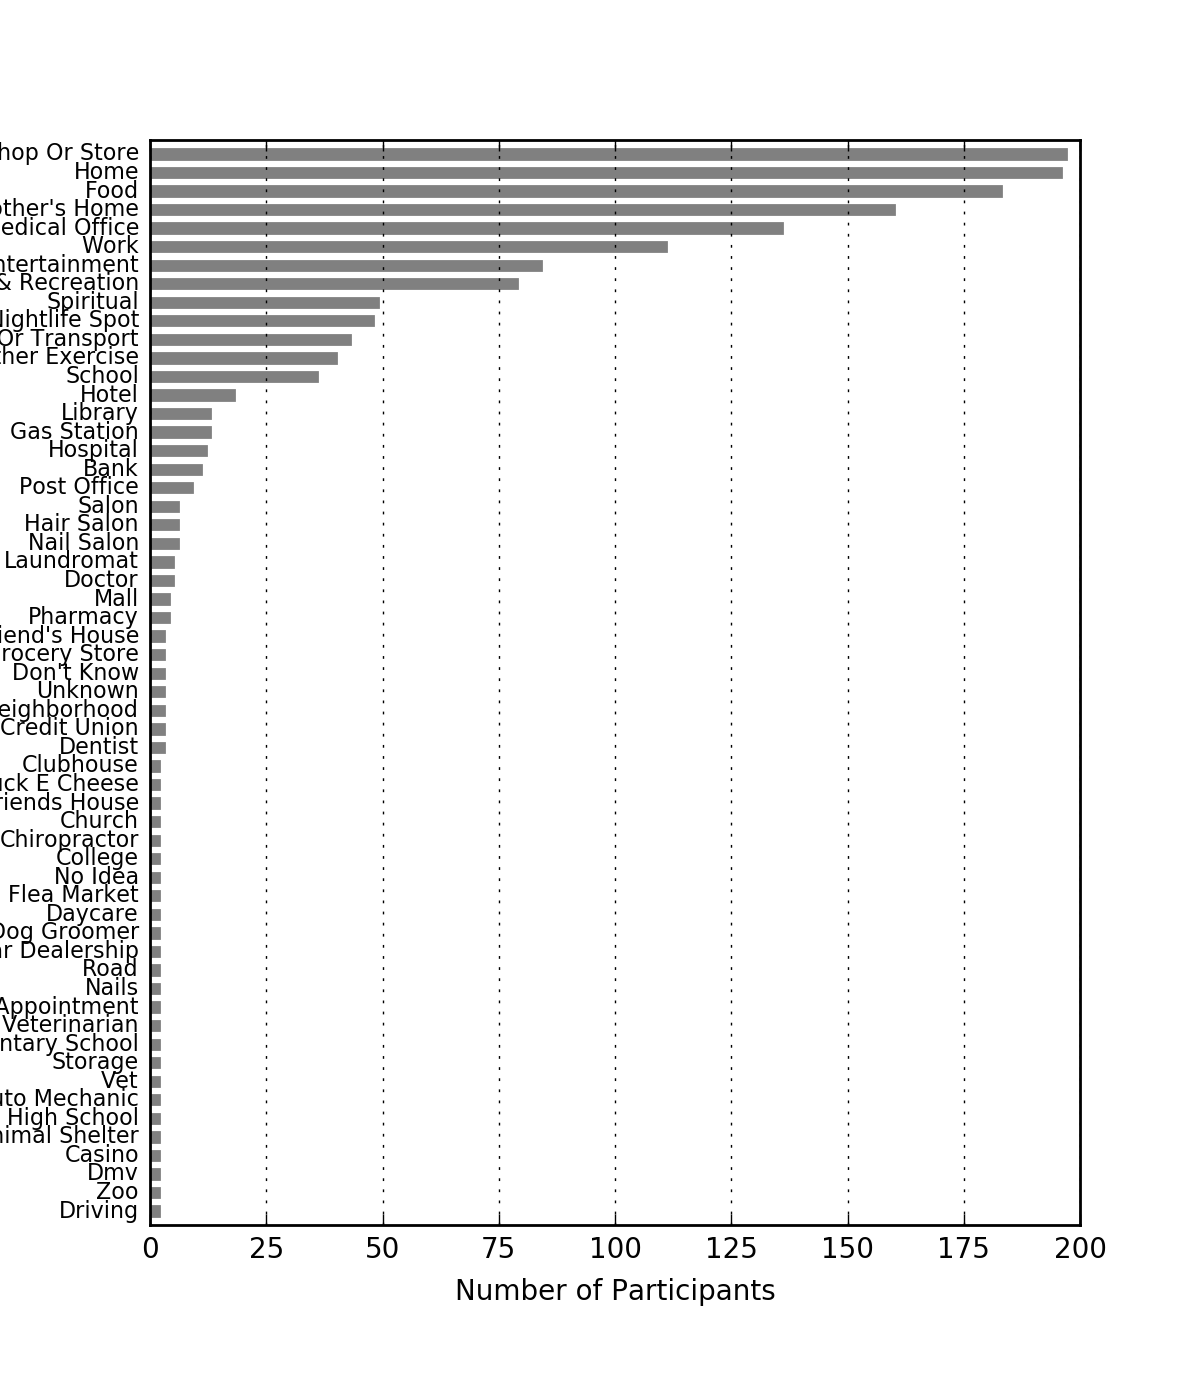 hop Or Store
Home
Food
other's Home
edical Office
Work
ntertainment
& Recreation
Spiritual
Nightlife Spot
Or Transport
ther Exercise
School
Hotel
Library
Gas Station
Hospital
Bank
Post Office
Salon
Hair Salon
Nail Salon
Laundromat
Doctor
Mall
Pharmacy
iend's House
rocery Store
Don't Know
Unknown
eighborhood
Credit Union
Dentist
Clubhouse
uck E Cheese
riends House
Church
Chiropractor
College
No Idea
Flea Market
Daycare
Dog Groomer
ar Dealership
Road
Nails
Appointment
Veterinarian
ntary School
Storage
Vet
uto Mechanic
High School
nimal Shelter
Casino
Dmv
Zoo
Driving
0 25 50 75 100 125 150 175 200
Number of Participants